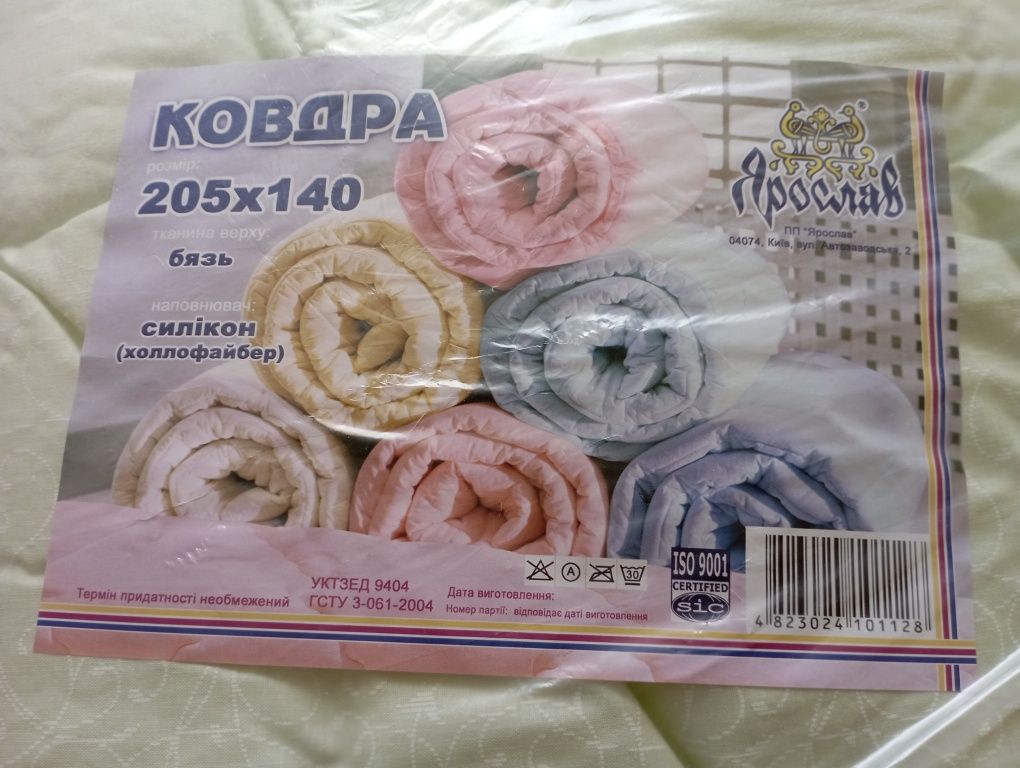 КОВДРА
розмір:
205х140
тканина верху:
бязь
наповнювач:
силікон
(холлофайбер)
®
Ярослав
ПП "Ярослав"
04074, Київ, вул. Автозаводська, 2
Термін придатності необмежений
УКТЗЕД 9404
ГСТУ 3-061-2004
Дата виготовлення:
Номер партії: відповідає даті виготовлення
A
30
ISO 9001
CERTIFIED
sic
4 823024 101128